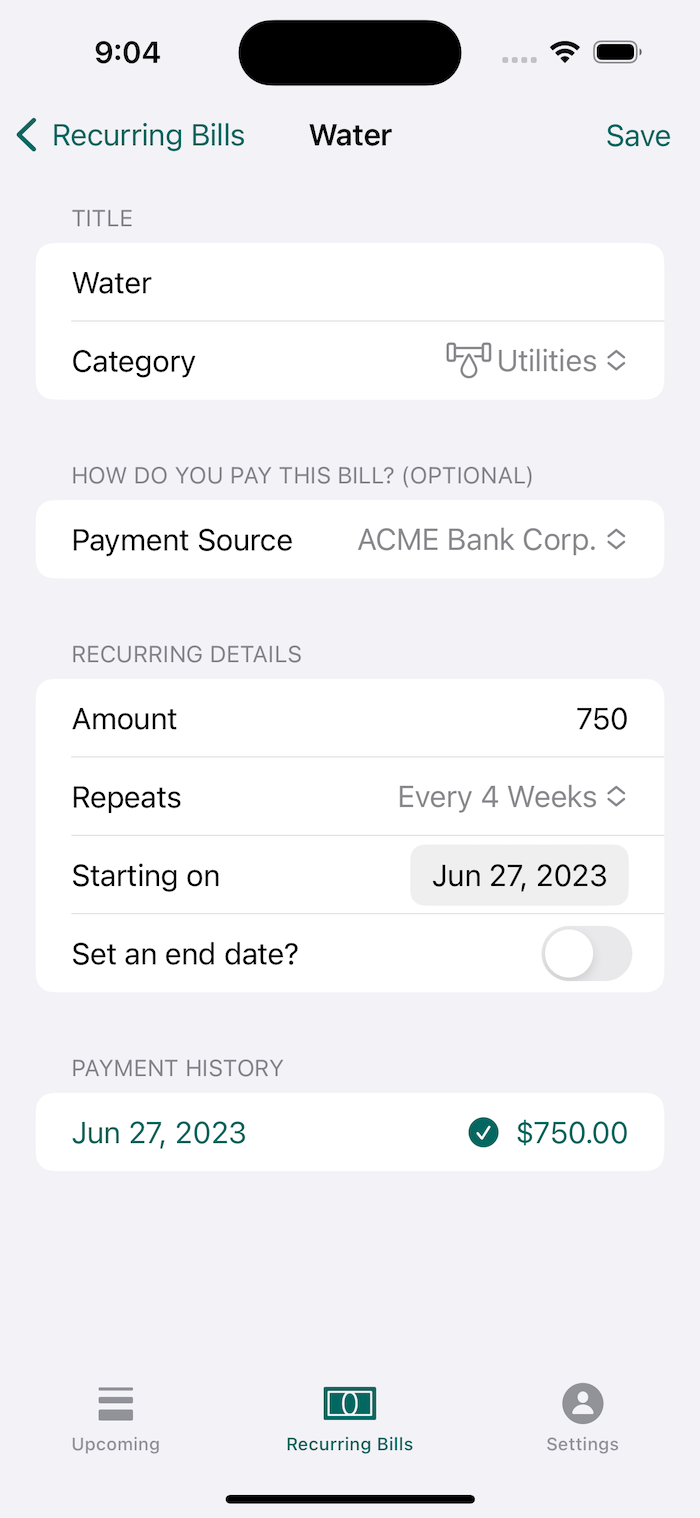 9:04
Recurring Bills Water Save
TITLE
Water
Category Utilities
HOW DO YOU PAY THIS BILL? (OPTIONAL)
Payment Source ACME Bank Corp.
RECURRING DETAILS
Amount 750
Repeats Every 4 Weeks
Starting on Jun 27, 2023
Set an end date?
PAYMENT HISTORY
Jun 27, 2023 $750.00
Upcoming Recurring Bills Settings